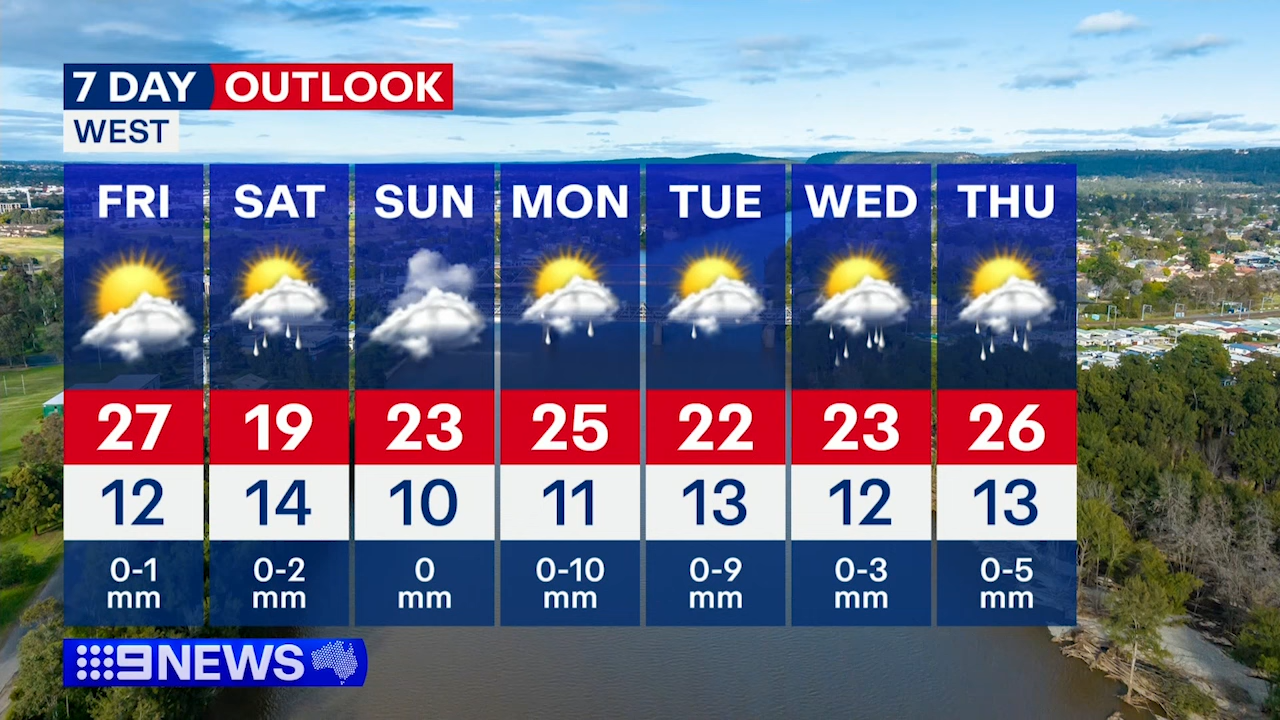 7 DAY OUTLOOK
WEST
FRI SAT SUN MON TUE WED THU
27 19 23 25 22 23 26
12 14 10 11 13 12 13
0-1 0-2 0 0-10 0-9 0-3 0-5
mm mm mm mm mm mm mm
9NEWS